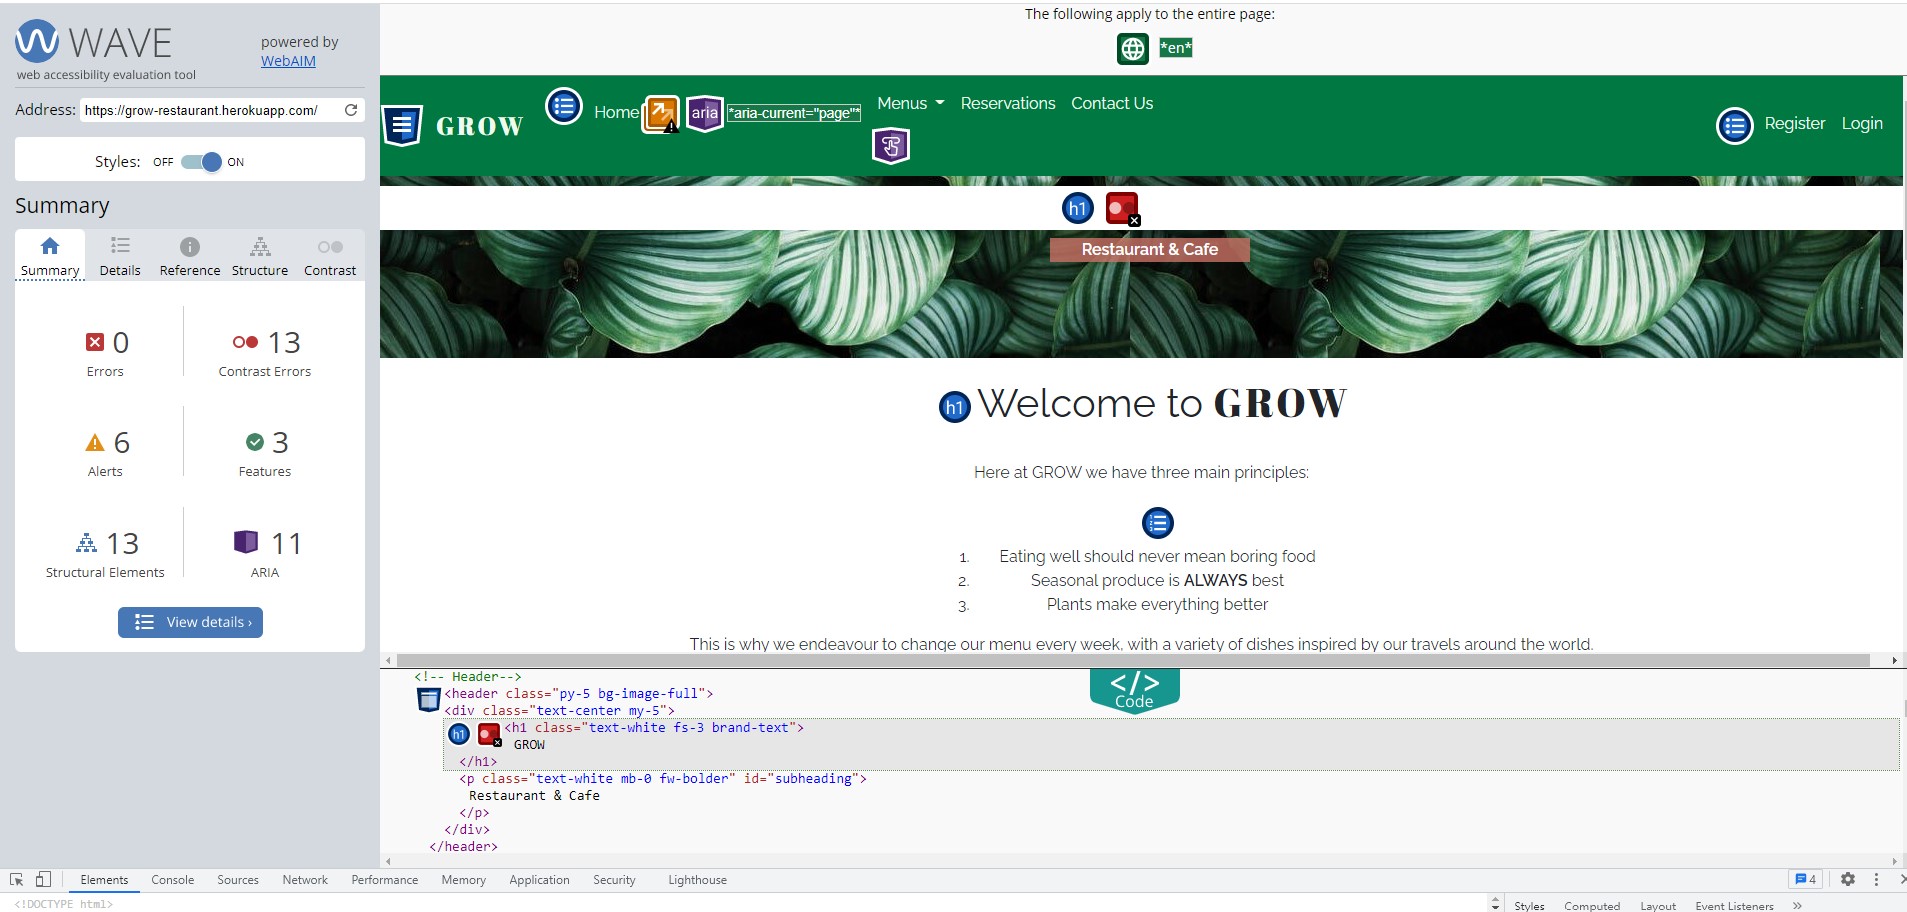 WAVE
powered by
WebAIM
web accessibility evaluation tool
Address: https://grow-restaurant.herokuapp.com/
Styles: OFF ON
Summary
Summary Details Reference Structure Contrast
0 Errors
13 Contrast Errors
6 Alerts
3 Features
13 Structural Elements
11 ARIA
View details ›
The following apply to the entire page:
*en*
GROW
Home
aria
*aria-current="page"*
Menus Reservations Contact Us
Register Login
h1
Restaurant & Cafe
h1 Welcome to GROW
Here at GROW we have three main principles:
1. Eating well should never mean boring food
2. Seasonal produce is ALWAYS best
3. Plants make everything better
This is why we endeavour to change our menu every week, with a variety of dishes inspired by our travels around the world.
</> Code
<!-- Header-->
<header class="py-5 bg-image-full">
<div class="text-center my-5">
h1 <h1 class="text-white fs-3 brand-text">
GROW
</h1>
<p class="text-white mb-0 fw-bolder" id="subheading">
Restaurant & Cafe
</p>
</div>
</header>
Elements Console Sources Network Performance Memory Application Security Lighthouse 4
<!DOCTYPE html>
Styles Computed Layout Event Listeners »